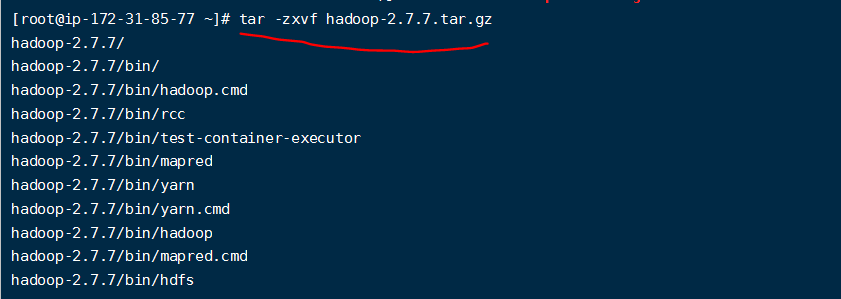 [root@ip-172-31-85-77 ~]# tar -zxvf hadoop-2.7.7.tar.gz
hadoop-2.7.7/
hadoop-2.7.7/bin/
hadoop-2.7.7/bin/hadoop.cmd
hadoop-2.7.7/bin/rcc
hadoop-2.7.7/bin/test-container-executor
hadoop-2.7.7/bin/mapred
hadoop-2.7.7/bin/yarn
hadoop-2.7.7/bin/yarn.cmd
hadoop-2.7.7/bin/hadoop
hadoop-2.7.7/bin/mapred.cmd
hadoop-2.7.7/bin/hdfs